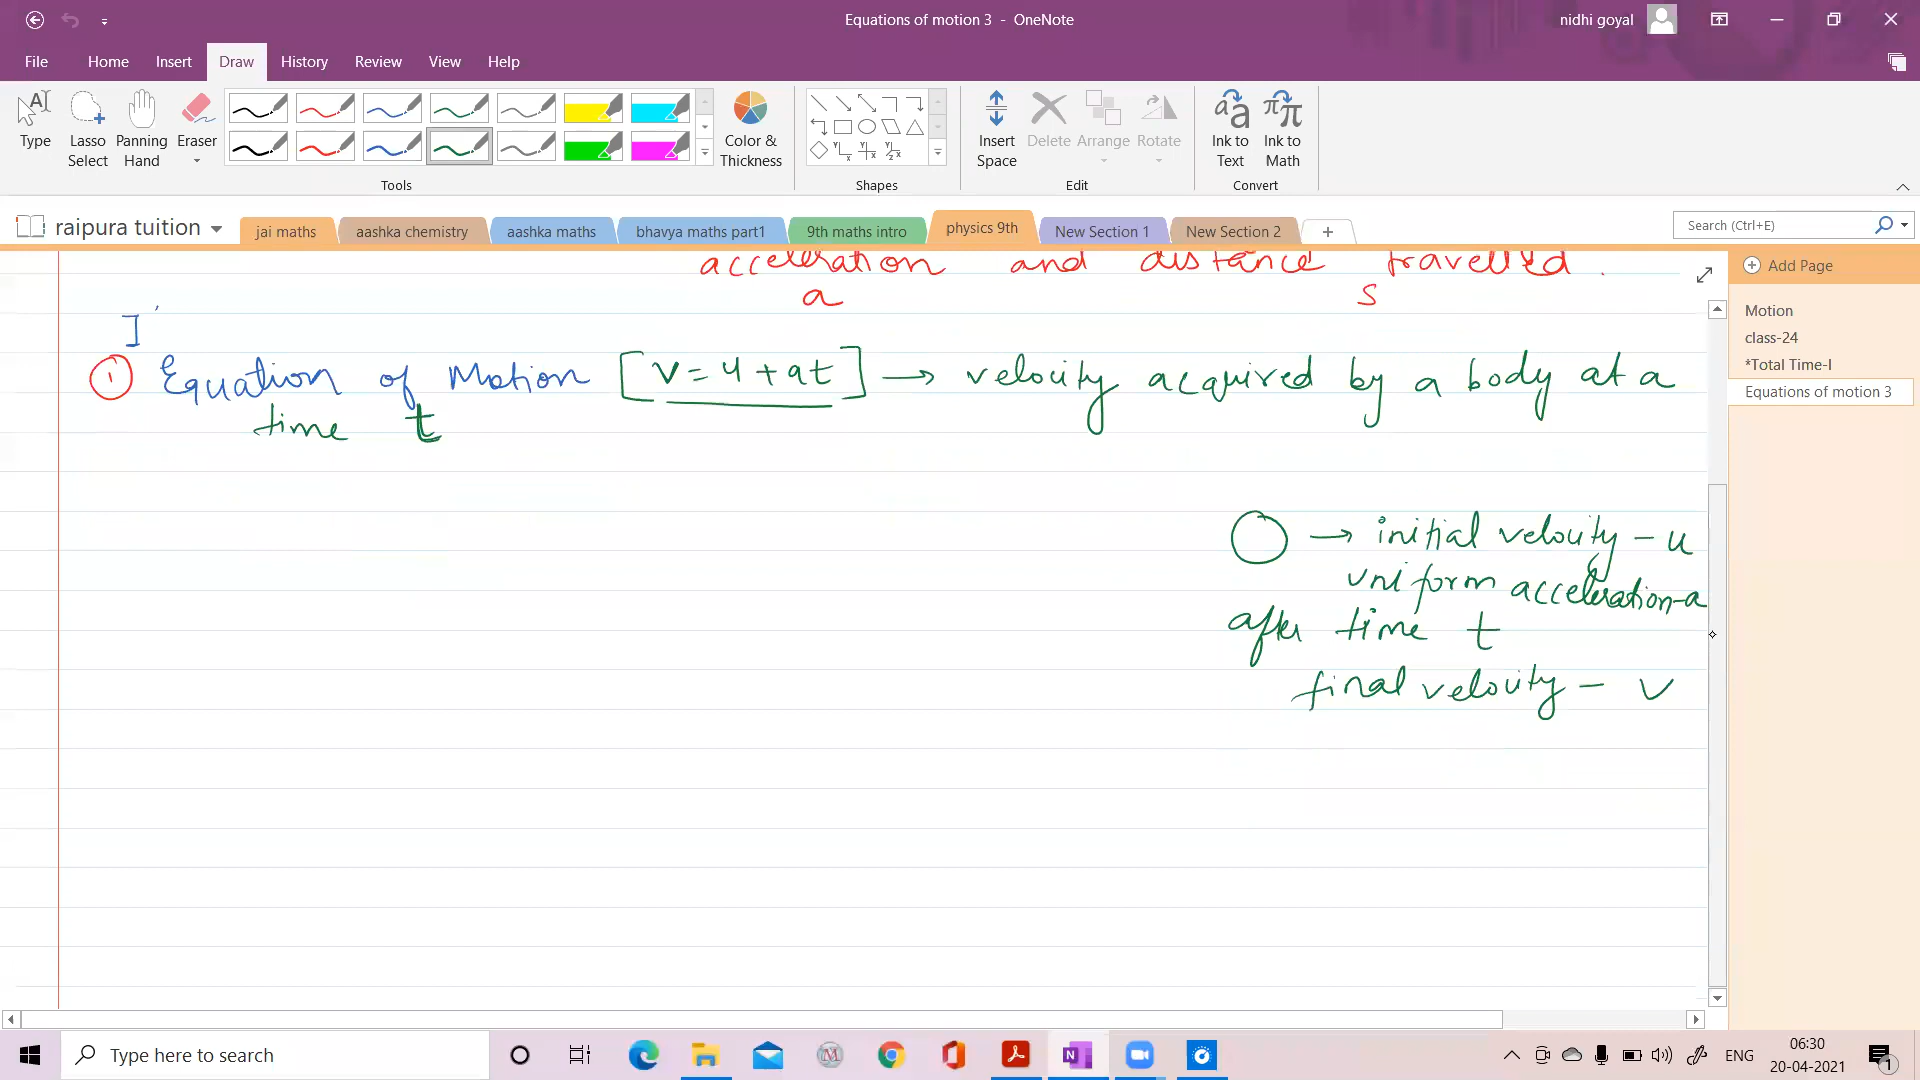 Equations of motion 3 - OneNote
nidhi goyal
File Home Insert Draw History Review View Help
Type
Lasso Select
Panning Hand
Eraser
Color & Thickness
Insert Space
Delete
Arrange
Rotate
Ink to Text
Ink to Math
Tools
Shapes
Edit
Convert
rajpura tuition
jai maths
aashka chemistry
aashka maths
bhavya maths part1
9th maths intro
physics 9th
New Section 1
New Section 2
Search (Ctrl+E)
Add Page
Motion
class-24
*Total Time-I
Equations of motion 3
acceleration and distance travelled.
a s
I
① Equation of Motion [v = u + at] → velocity acquired by a body at a
time t
→ initial velocity - u
uniform acceleration-a
after time t
final velocity - v
Type here to search
ENG
06:30
20-04-2021
1